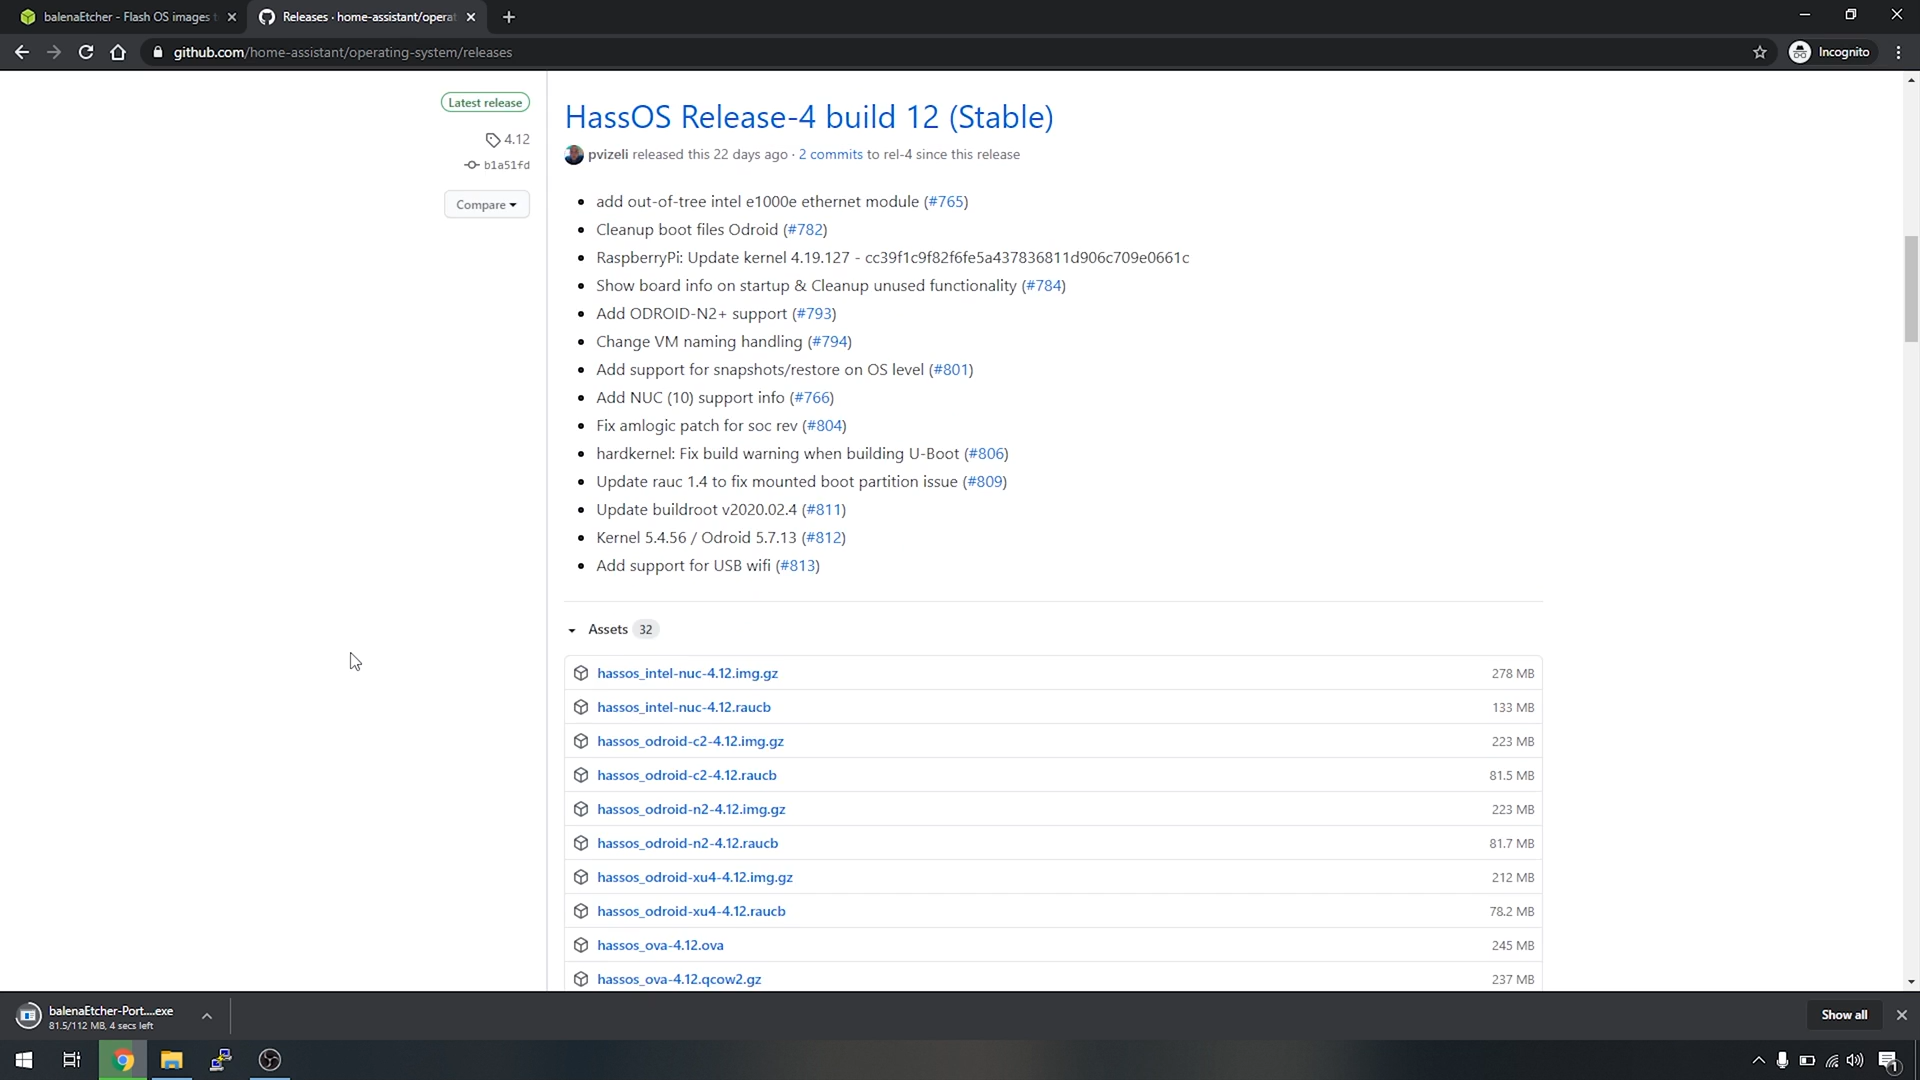 balenaEtcher - Flash OS images t
Releases · home-assistant/operat
github.com/home-assistant/operating-system/releases
Incognito
Latest release
4.12
b1a51fd
Compare
HassOS Release-4 build 12 (Stable)
pvizeli released this 22 days ago · 2 commits to rel-4 since this release
add out-of-tree intel e1000e ethernet module (#765)
Cleanup boot files Odroid (#782)
RaspberryPi: Update kernel 4.19.127 - cc39f1c9f82f6fe5a437836811d906c709e0661c
Show board info on startup & Cleanup unused functionality (#784)
Add ODROID-N2+ support (#793)
Change VM naming handling (#794)
Add support for snapshots/restore on OS level (#801)
Add NUC (10) support info (#766)
Fix amlogic patch for soc rev (#804)
hardkernel: Fix build warning when building U-Boot (#806)
Update rauc 1.4 to fix mounted boot partition issue (#809)
Update buildroot v2020.02.4 (#811)
Kernel 5.4.56 / Odroid 5.7.13 (#812)
Add support for USB wifi (#813)
Assets 32
hassos_intel-nuc-4.12.img.gz 278 MB
hassos_intel-nuc-4.12.raucb 133 MB
hassos_odroid-c2-4.12.img.gz 223 MB
hassos_odroid-c2-4.12.raucb 81.5 MB
hassos_odroid-n2-4.12.img.gz 223 MB
hassos_odroid-n2-4.12.raucb 81.7 MB
hassos_odroid-xu4-4.12.img.gz 212 MB
hassos_odroid-xu4-4.12.raucb 78.2 MB
hassos_ova-4.12.ova 245 MB
hassos_ova-4.12.qcow2.gz 237 MB
balenaEtcher-Port....exe
81.5/112 MB, 4 secs left
Show all
1